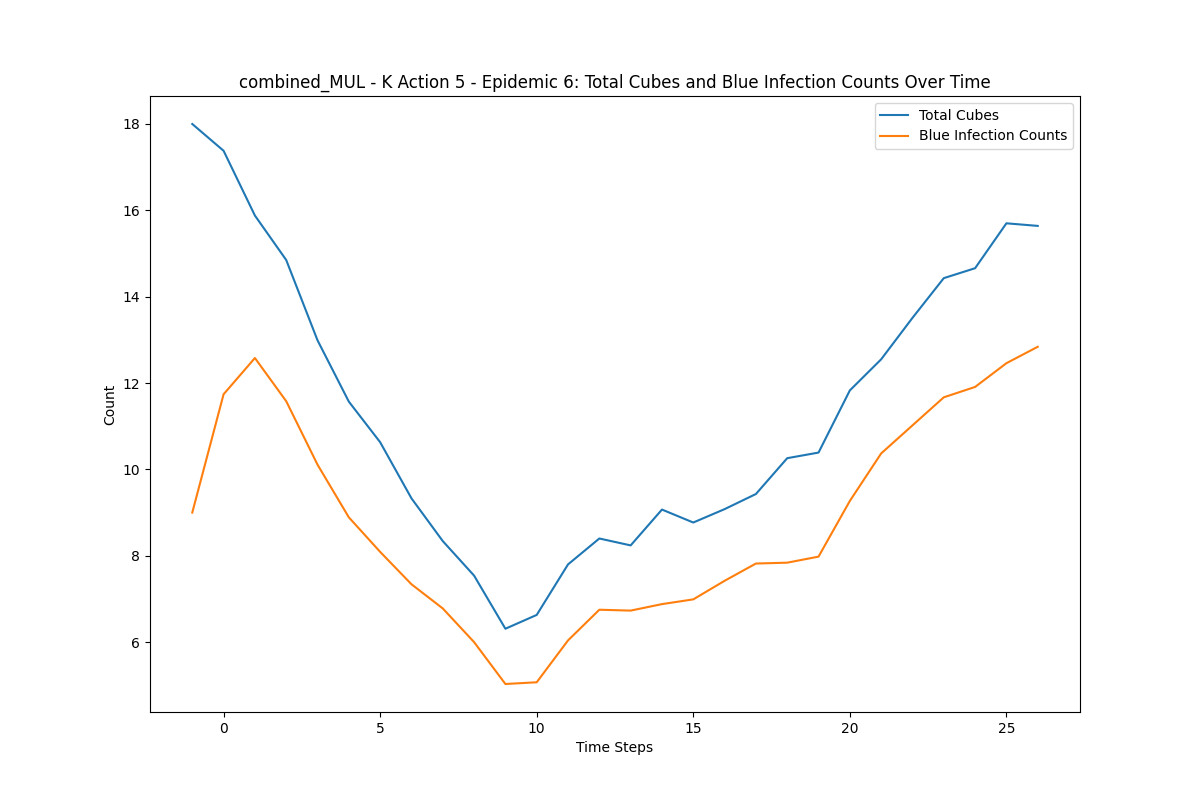 combined_MUL - K Action 5 - Epidemic 6: Total Cubes and Blue Infection Counts Over Time
Total Cubes
Blue Infection Counts
18
16
14
12
10
8
6
Count
0 5 10 15 20 25
Time Steps